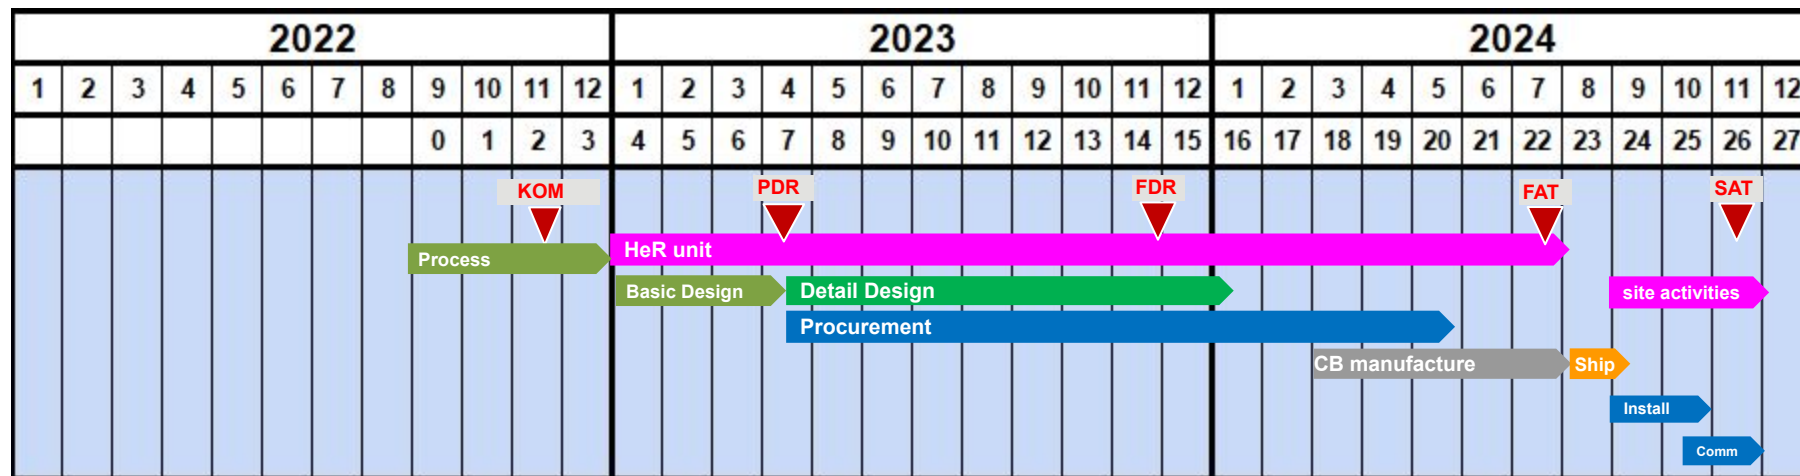 2022 2023 2024
1 2 3 4 5 6 7 8 9 10 11 12 1 2 3 4 5 6 7 8 9 10 11 12 1 2 3 4 5 6 7 8 9 10 11 12
0 1 2 3 4 5 6 7 8 9 10 11 12 13 14 15 16 17 18 19 20 21 22 23 24 25 26 27
KOM PDR FDR FAT SAT
Process HeR unit
Basic Design Detail Design site activities
Procurement
CB manufacture Ship
Install
Comm